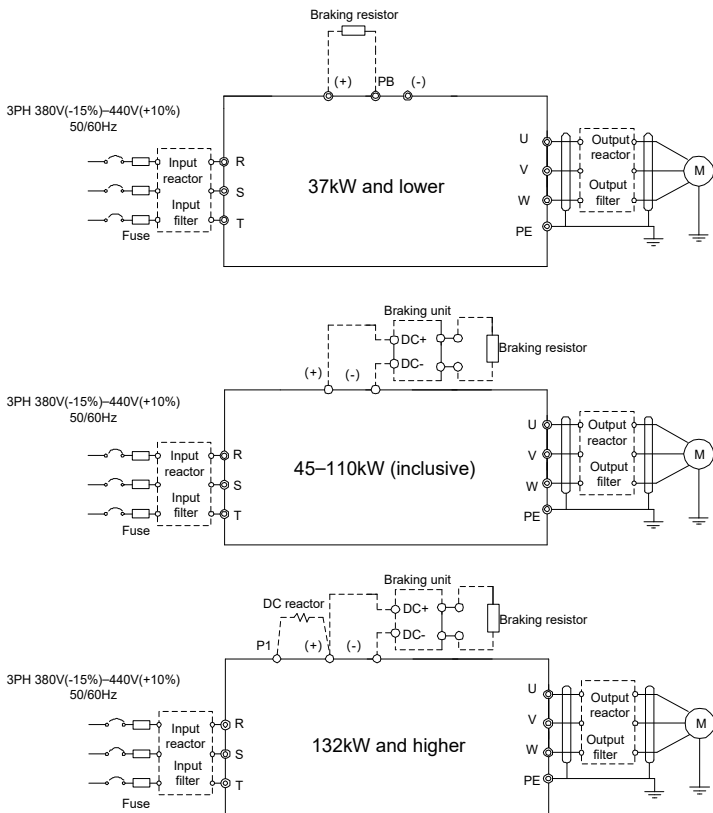 Braking resistor
(+)
PB
(-)
3PH 380V(-15%)–440V(+10%)
50/60Hz
Input
reactor
Input
filter
Fuse
R
S
T
37kW and lower
U
V
W
PE
Output
reactor
Output
filter
M
Braking unit
DC+
DC-
Braking resistor
(+)
(-)
3PH 380V(-15%)–440V(+10%)
50/60Hz
Input
reactor
Input
filter
Fuse
R
S
T
45–110kW (inclusive)
U
V
W
PE
Output
reactor
Output
filter
M
Braking unit
DC reactor
DC+
DC-
Braking resistor
P1
(+)
(-)
3PH 380V(-15%)–440V(+10%)
50/60Hz
Input
reactor
Input
filter
Fuse
R
S
T
132kW and higher
U
V
W
PE
Output
reactor
Output
filter
M